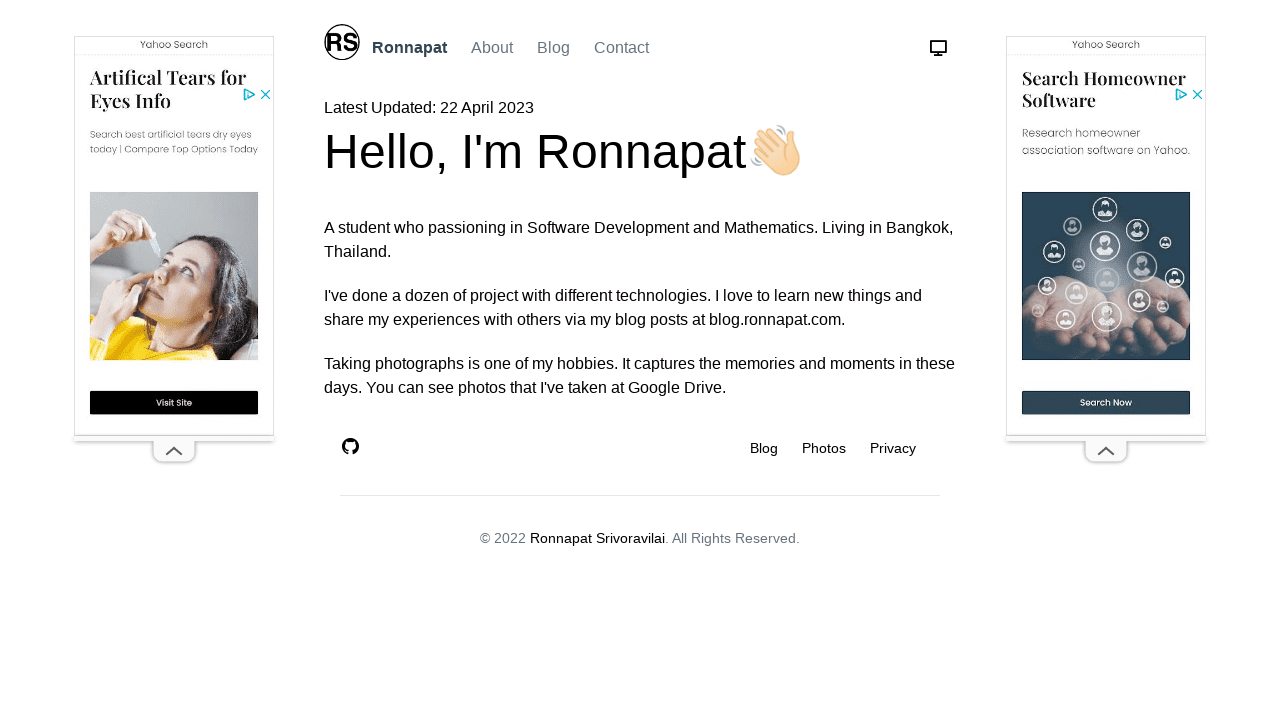 RS Ronnapat About Blog Contact
Yahoo Search
Artifical Tears for
Eyes Info
Search best artificial tears dry eyes
today | Compare Top Options Today
Visit Site
Latest Updated: 22 April 2023
Hello, I'm Ronnapat👋🏻
A student who passioning in Software Development and Mathematics. Living in Bangkok,
Thailand.
I've done a dozen of project with different technologies. I love to learn new things and
share my experiences with others via my blog posts at blog.ronnapat.com.
Taking photographs is one of my hobbies. It captures the memories and moments in these
days. You can see photos that I've taken at Google Drive.
Blog Photos Privacy
© 2022 Ronnapat Srivoravilai. All Rights Reserved.
Yahoo Search
Search Homeowner
Software
Research homeowner
association software on Yahoo.
Search Now